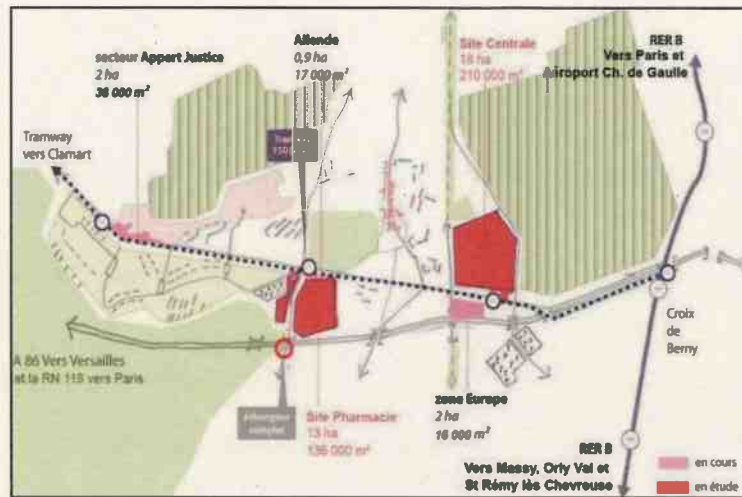 secteur Appert Justice
2 ha
36 000 m²
Allende
0,9 ha
17 000 m²
Site Centrale
18 ha
210 000 m²
RER B
Vers Paris et
éroport Ch. de Gaulle
Tramway
vers Clamart
A 86 Vers Versailles
et la RN 118 vers Paris
échangeur
complet
Site Pharmacie
13 ha
136 000 m²
zone Europe
2 ha
16 000 m²
Croix
de
Berny
RER B
Vers Massy, Orly Val et
St Rémy lès Chevreuse
en cours
en étude